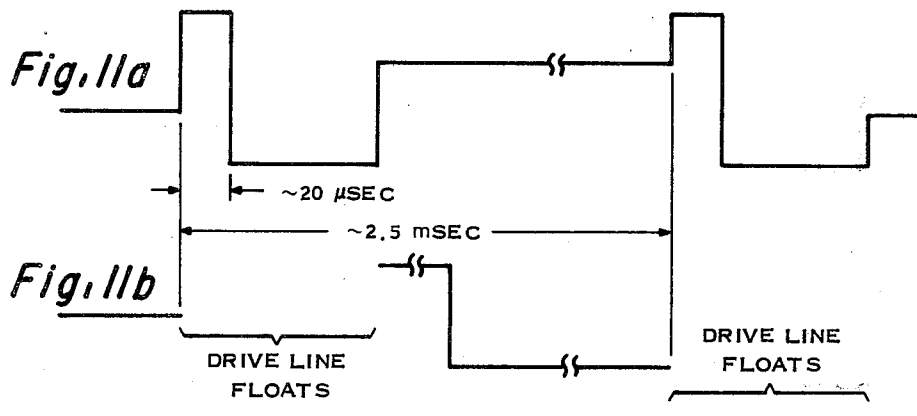 Fig. 11a
~20 µSEC
~2.5 mSEC
Fig. 11b
DRIVE LINE
FLOATS
DRIVE LINE
FLOATS